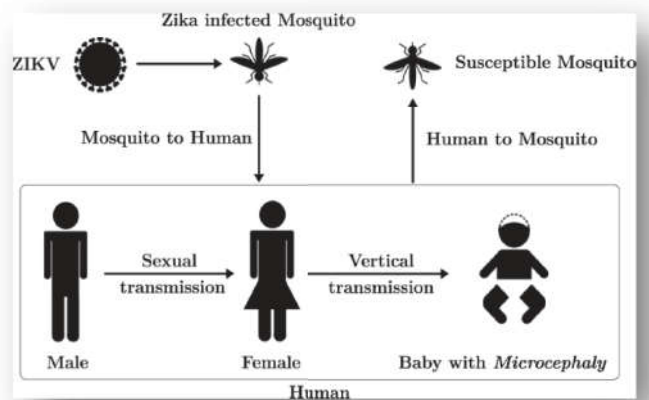 Zika infected Mosquito
ZIKV
Susceptible Mosquito
Mosquito to Human
Human to Mosquito
Sexual
transmission
Vertical
transmission
Male
Female
Baby with Microcephaly
Human